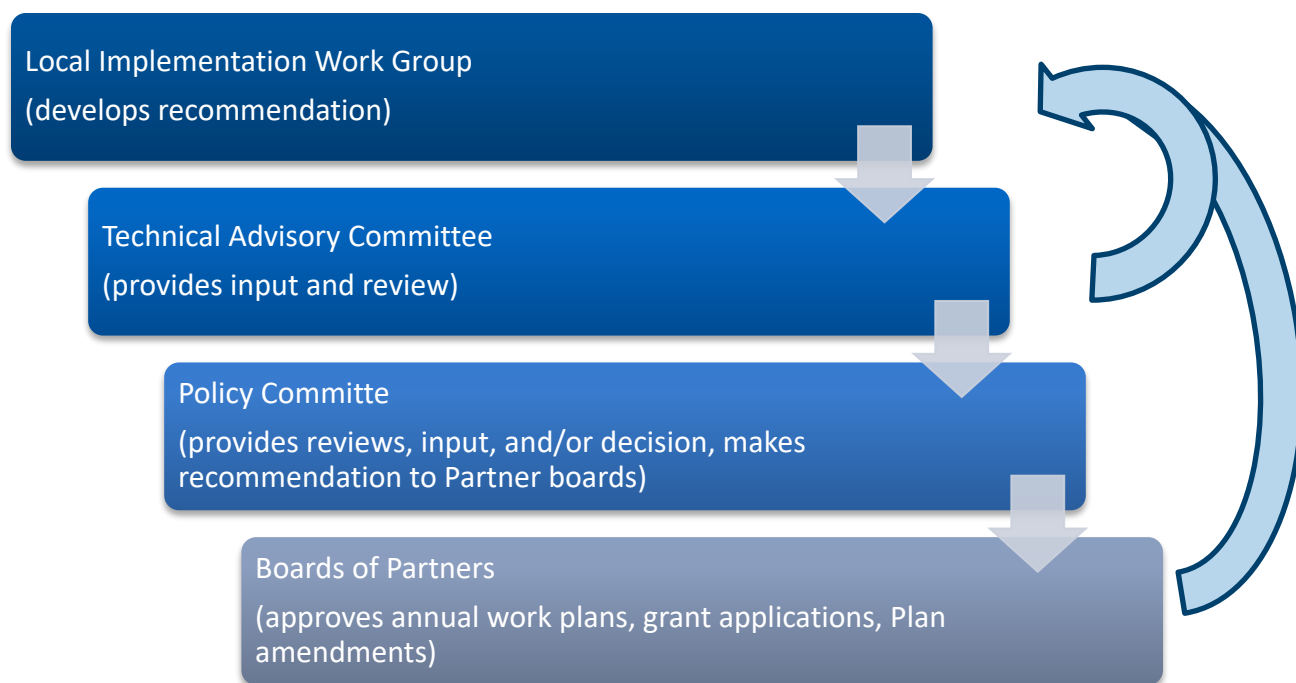 Local Implementation Work Group
(develops recommendation)
Technical Advisory Committee
(provides input and review)
Policy Committe
(provides reviews, input, and/or decision, makes
recommendation to Partner boards)
Boards of Partners
(approves annual work plans, grant applications, Plan
amendments)